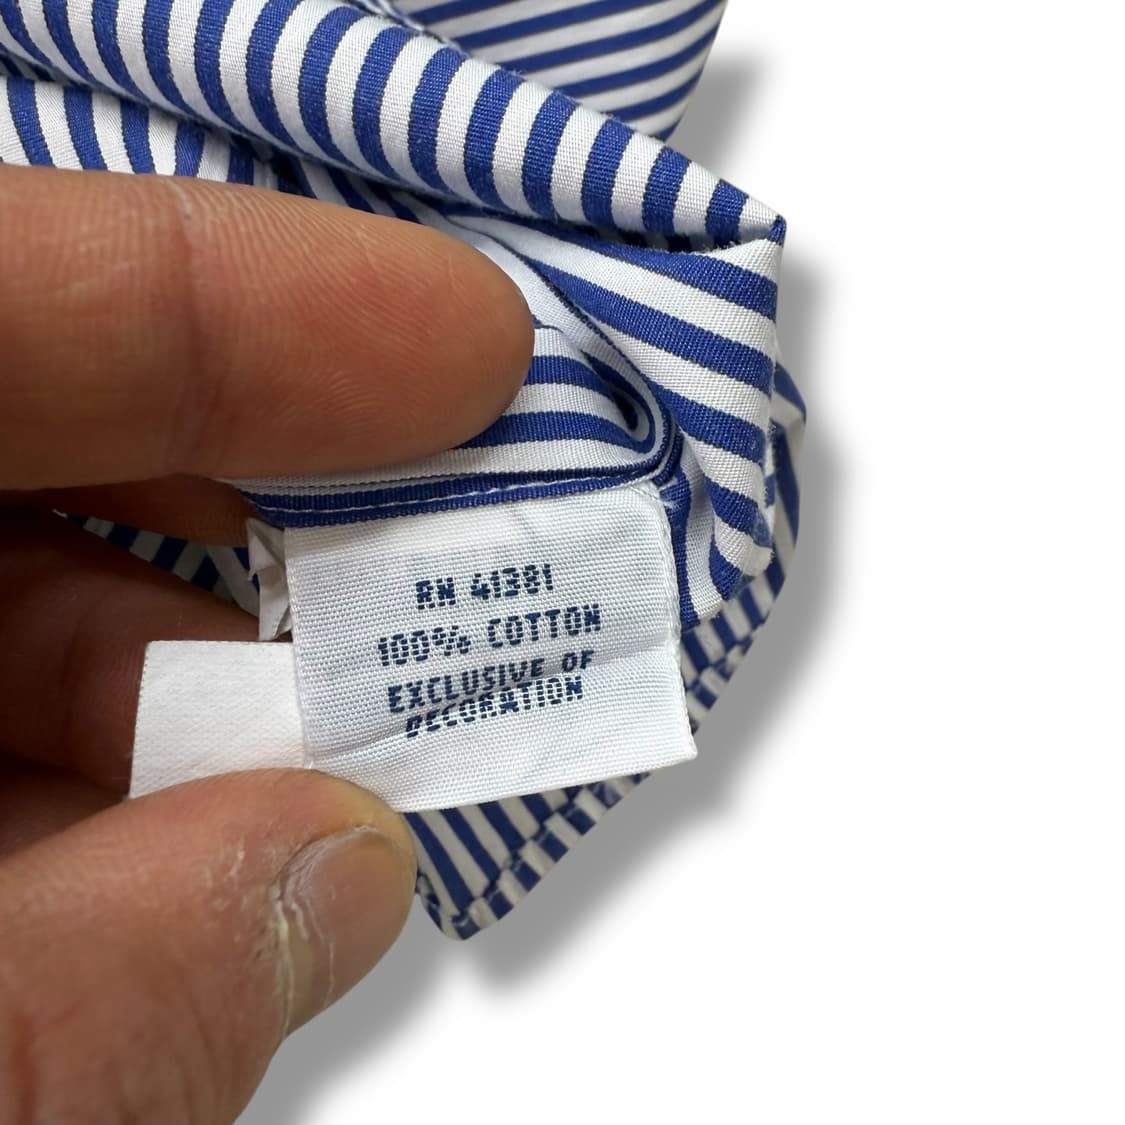 RN 41381
100% COTTON
EXCLUSIVE OF
DECORATION